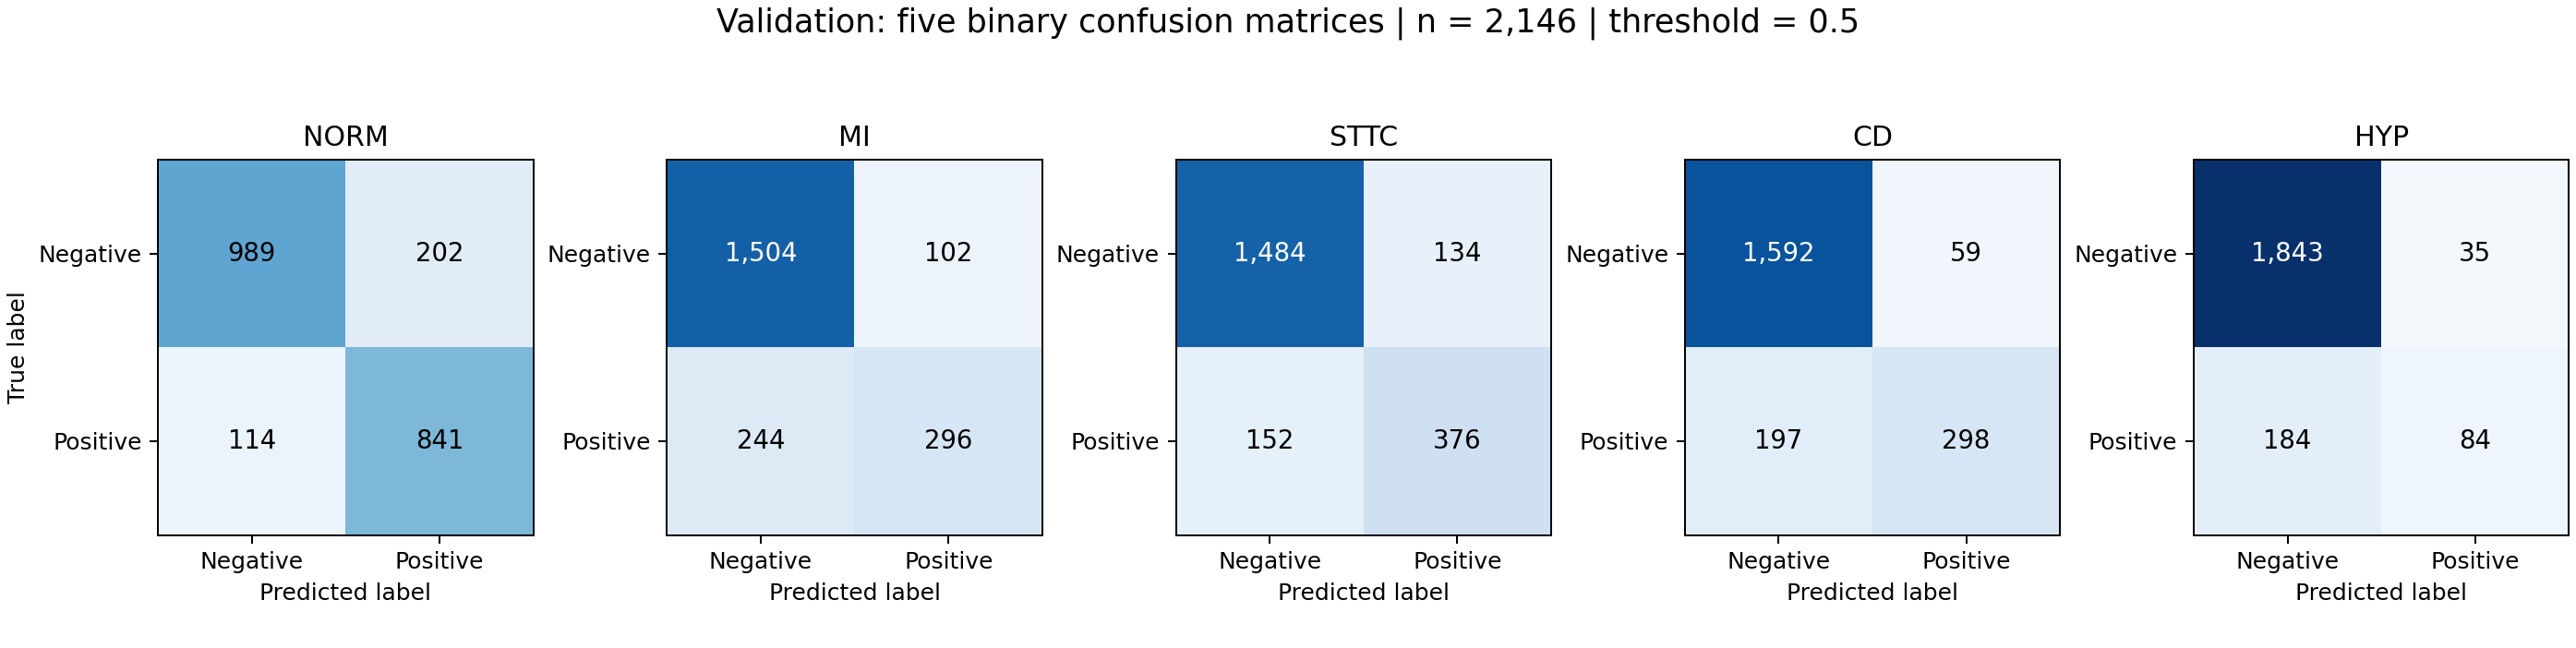 Validation: five binary confusion matrices | n = 2,146 | threshold = 0.5
NORM
True label
Negative
989
202
Positive
114
841
Negative
Positive
Predicted label
MI
Negative
1,504
102
Positive
244
296
Negative
Positive
Predicted label
STTC
Negative
1,484
134
Positive
152
376
Negative
Positive
Predicted label
CD
Negative
1,592
59
Positive
197
298
Negative
Positive
Predicted label
HYP
Negative
1,843
35
Positive
184
84
Negative
Positive
Predicted label